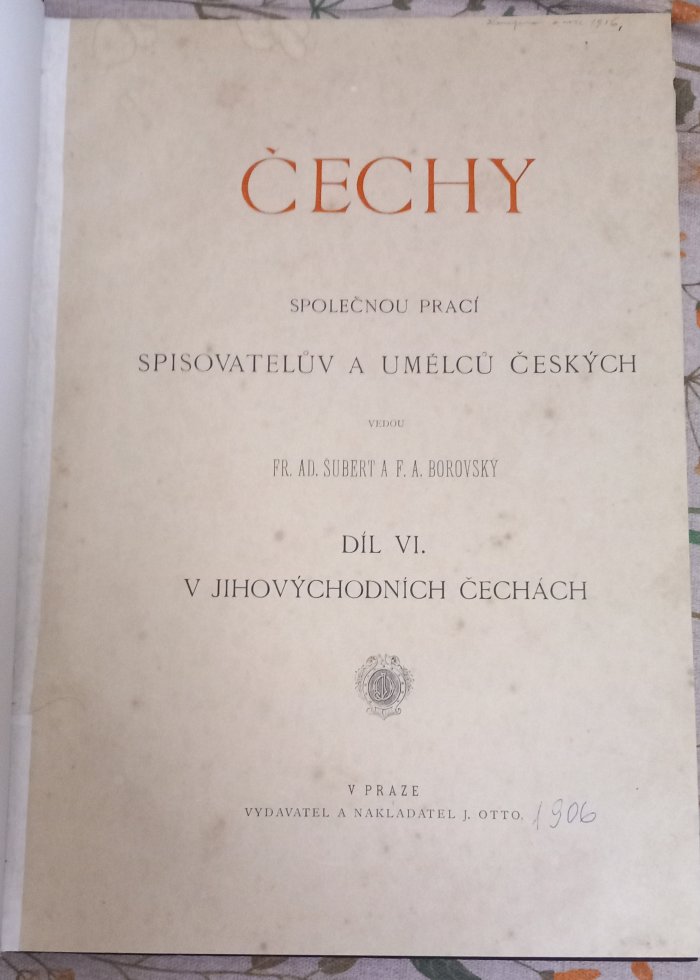 1916,
ČECHY
SPOLEČNOU PRACÍ
SPISOVATELŮV A UMĚLCŮ ČESKÝCH
VEDOU
FR. AD. ŠUBERT A F. A. BOROVSKÝ
DÍL VI.
V JIHOVÝCHODNÍCH ČECHÁCH
V PRAZE
VYDAVATEL A NAKLADATEL J. OTTO. 1906